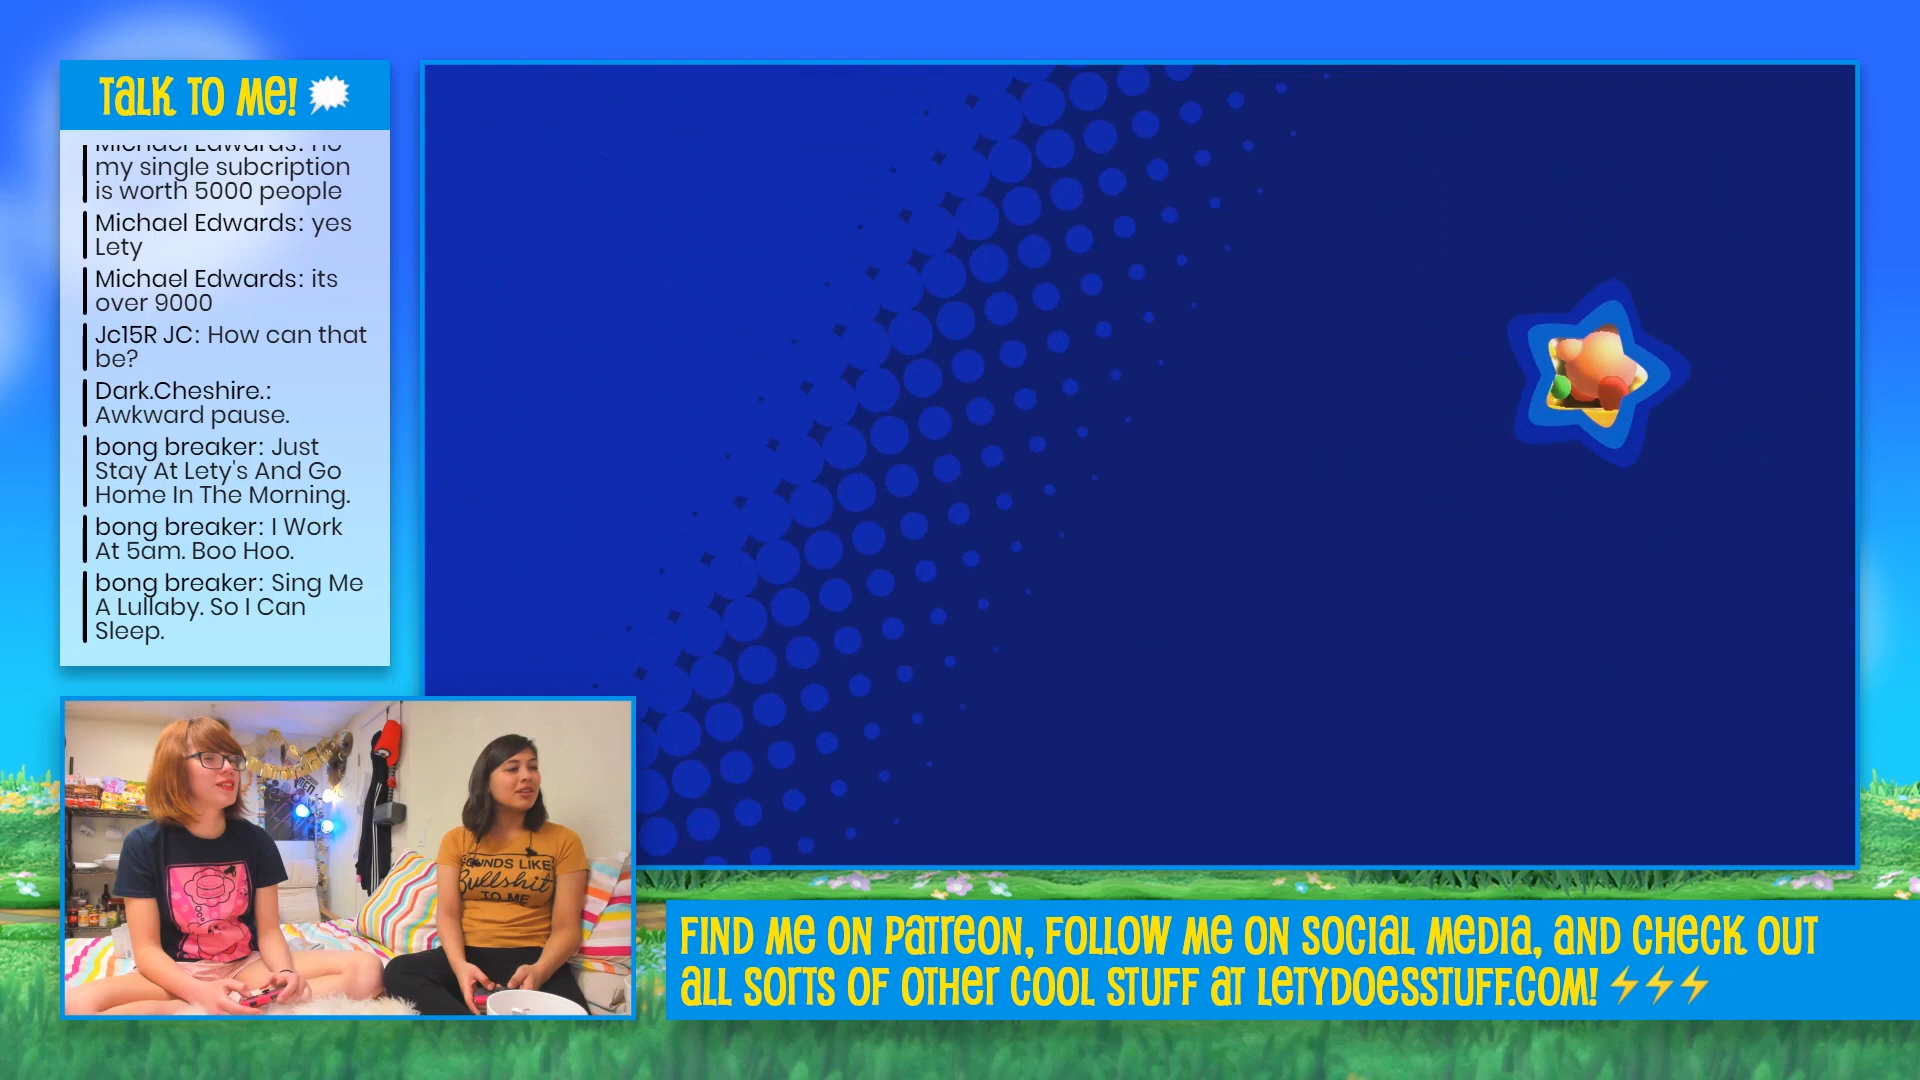 TALK TO ME!
Michael Edwards: no
my single subcription
is worth 5000 people
Michael Edwards: yes
Lety
Michael Edwards: its
over 9000
Jc15R JC: How can that
be?
Dark.Cheshire.:
Awkward pause.
bong breaker: Just
Stay At Lety's And Go
Home In The Morning.
bong breaker: I Work
At 5am. Boo Hoo.
bong breaker: Sing Me
A Lullaby. So I Can
Sleep.
OUNDS LIKE
Bullshit
TO ME
FIND ME ON PATREON, FOLLOW ME ON SOCIAL MEDIA, AND CHECK OUT
ALL SORTS OF OTHER COOL STUFF AT LETYDOESSTUFF.COM!